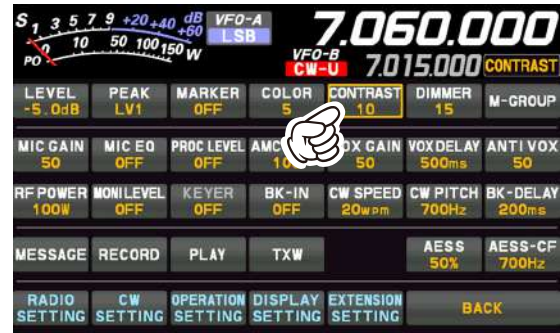 S 1 3 5 7 9 +20 +40 +60 dB
PO 0 10 50 100 150 W
VFO-A
LSB
7.060.000
VFO-B
CW-U
7.015.000
CONTRAST
LEVEL PEAK MARKER COLOR CONTRAST DIMMER M-GROUP
-5.0dB LV1 OFF 5 10 15
MIC GAIN MIC EQ PROC LEVEL AMC VOX GAIN VOX DELAY ANTI VOX
50 OFF OFF 50 500ms 50
RF POWER MONI LEVEL KEYER BK-IN CW SPEED CW PITCH BK-DELAY
100W OFF OFF OFF 20wpm 700Hz 200ms
MESSAGE RECORD PLAY TXW AESS AESS-CF
50% 700Hz
RADIO CW OPERATION DISPLAY EXTENSION BACK
SETTING SETTING SETTING SETTING SETTING